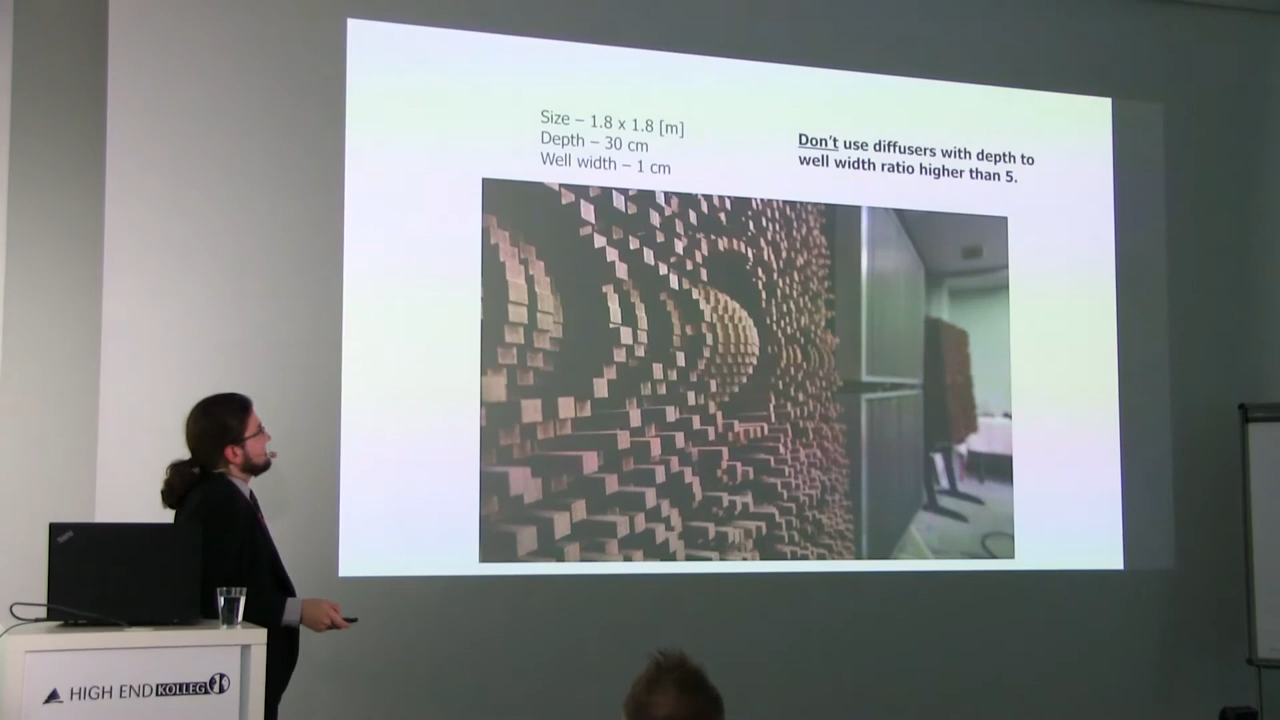 Size – 1.8 x 1.8 [m]
Depth – 30 cm
Well width – 1 cm
Don't use diffusers with depth to
well width ratio higher than 5.
HIGH END KOLLEG